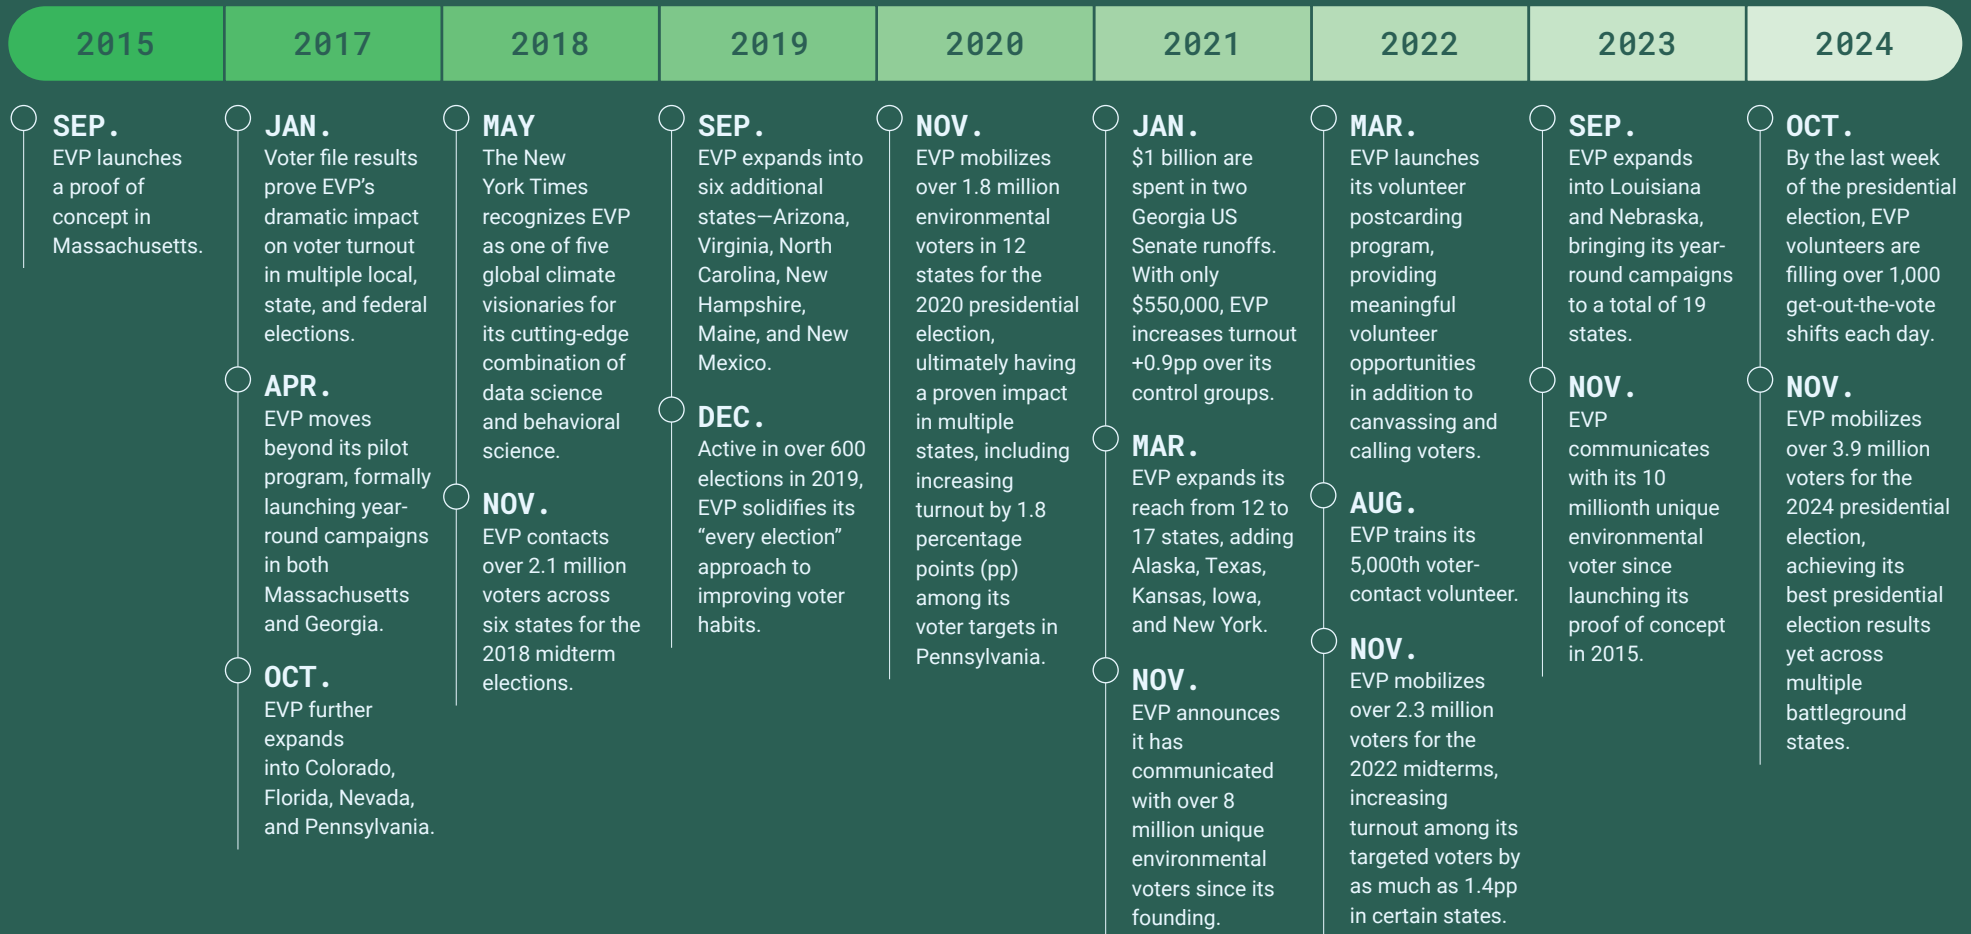 2015
2017
2018
2019
2020
2021
2022
2023
2024
SEP.
EVP launches
a proof of
concept in
Massachusetts.
JAN.
Voter file results
prove EVP’s
dramatic impact
on voter turnout
in multiple local,
state, and federal
elections.
APR.
EVP moves
beyond its pilot
program, formally
launching year-
round campaigns
in both
Massachusetts
and Georgia.
OCT.
EVP further
expands
into Colorado,
Florida, Nevada,
and Pennsylvania.
MAY
The New
York Times
recognizes EVP
as one of five
global climate
visionaries for
its cutting-edge
combination of
data science
and behavioral
science.
NOV.
EVP contacts
over 2.1 million
voters across
six states for the
2018 midterm
elections.
SEP.
EVP expands into
six additional
states—Arizona,
Virginia, North
Carolina, New
Hampshire,
Maine, and New
Mexico.
DEC.
Active in over 600
elections in 2019,
EVP solidifies its
“every election”
approach to
improving voter
habits.
NOV.
EVP mobilizes
over 1.8 million
environmental
voters in 12
states for the
2020 presidential
election,
ultimately having
a proven impact
in multiple
states, including
increasing
turnout by 1.8
percentage
points (pp)
among its
voter targets in
Pennsylvania.
JAN.
$1 billion are
spent in two
Georgia US
Senate runoffs.
With only
$550,000, EVP
increases turnout
+0.9pp over its
control groups.
MAR.
EVP expands its
reach from 12 to
17 states, adding
Alaska, Texas,
Kansas, Iowa,
and New York.
NOV.
EVP announces
it has
communicated
with over 8
million unique
environmental
voters since its
founding.
MAR.
EVP launches
its volunteer
postcarding
program,
providing
meaningful
volunteer
opportunities
in addition to
canvassing and
calling voters.
AUG.
EVP trains its
5,000th voter-
contact volunteer.
NOV.
EVP mobilizes
over 2.3 million
voters for the
2022 midterms,
increasing
turnout among its
targeted voters by
as much as 1.4pp
in certain states.
SEP.
EVP expands
into Louisiana
and Nebraska,
bringing its year-
round campaigns
to a total of 19
states.
NOV.
EVP
communicates
with its 10
millionth unique
environmental
voter since
launching its
proof of concept
in 2015.
OCT.
By the last week
of the presidential
election, EVP
volunteers are
filling over 1,000
get-out-the-vote
shifts each day.
NOV.
EVP mobilizes
over 3.9 million
voters for the
2024 presidential
election,
achieving its
best presidential
election results
yet across
multiple
battleground
states.